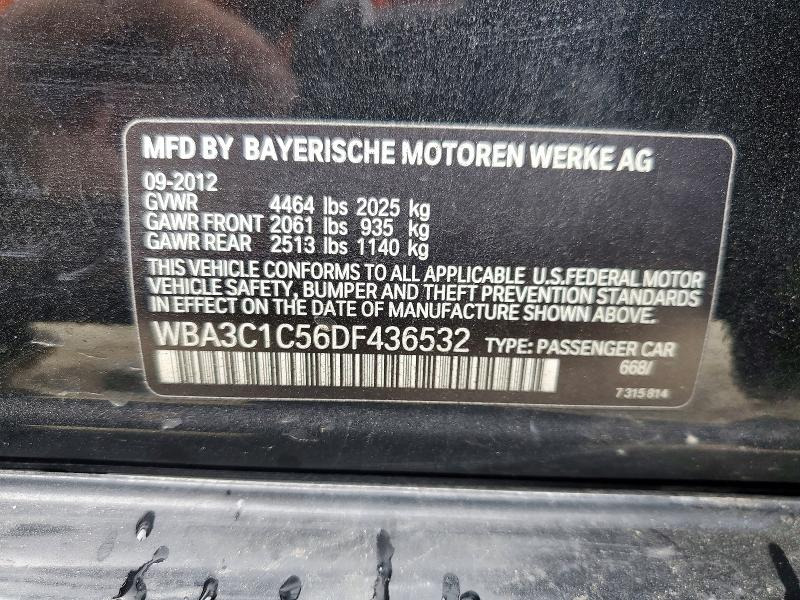 MFD BY BAYERISCHE MOTOREN WERKE AG
09-2012
GVWR 4464 lbs 2025 kg
GAWR FRONT 2061 lbs 935 kg
GAWR REAR 2513 lbs 1140 kg
THIS VEHICLE CONFORMS TO ALL APPLICABLE U.S.FEDERAL MOTOR
VEHICLE SAFETY, BUMPER AND THEFT PREVENTION STANDARDS
IN EFFECT ON THE DATE OF MANUFACTURE SHOWN ABOVE.
WBA3C1C56DF436532 TYPE: PASSENGER CAR
668/
7 315 814